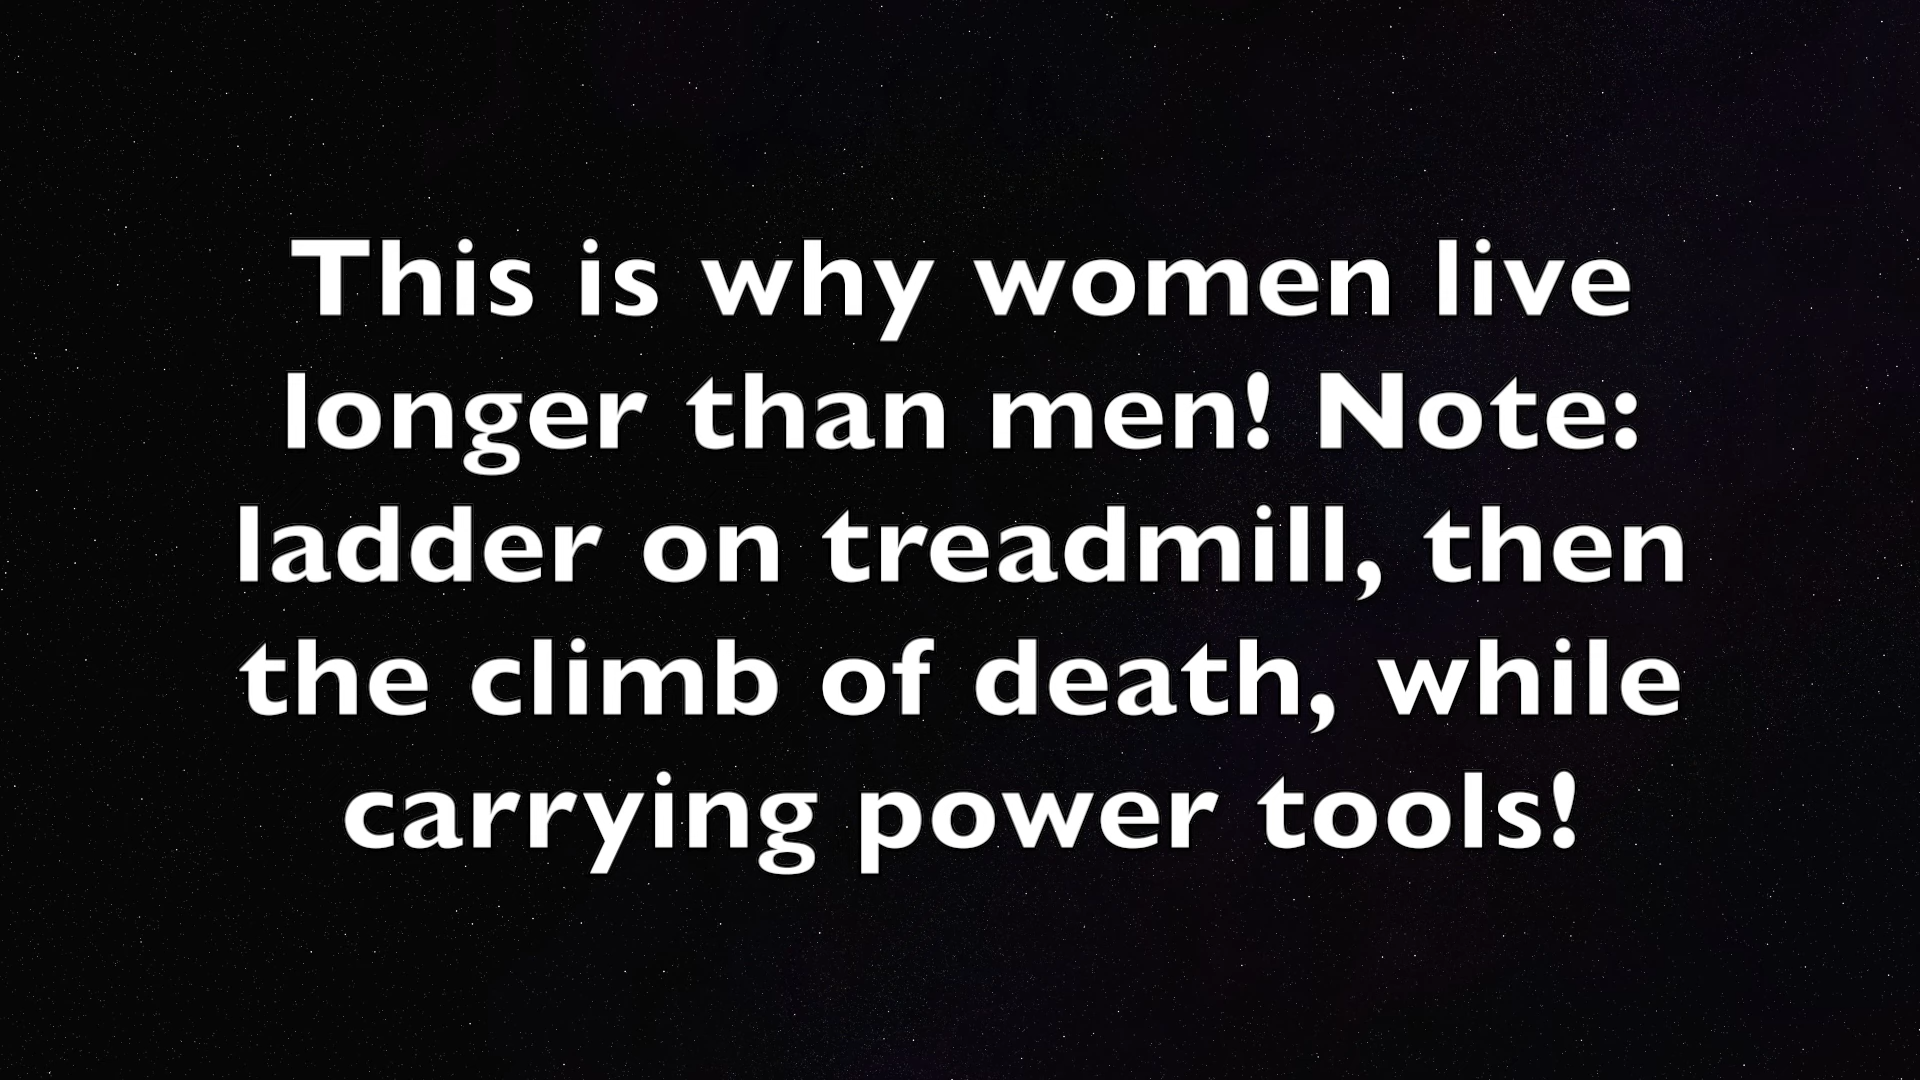 This is why women live
longer than men! Note:
ladder on treadmill, then
the climb of death, while
carrying power tools!